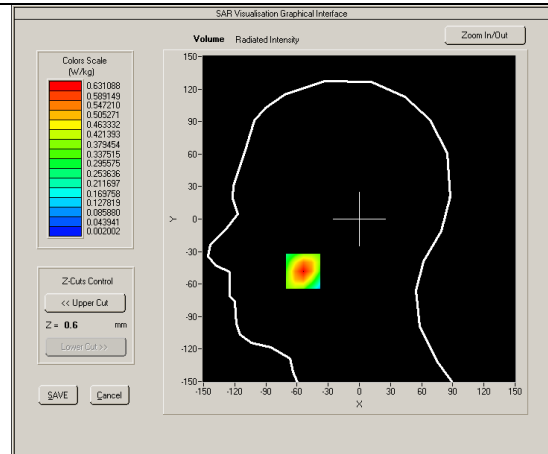 SAR Visualisation Graphical Interface
Volume Radiated Intensity
Zoom In/Out
Colors Scale
(W/kg)
0.631088
0.589149
0.547210
0.505271
0.463332
0.421393
0.379454
0.337515
0.295575
0.253636
0.211697
0.169758
0.127819
0.085880
0.043941
0.002002
Z-Cuts Control
<< Upper Cut
Z = 0.6 mm
Lower Cut >>
SAVE Cancel
150-
120-
90-
60-
30-
0-
-30-
-60-
-90-
-120-
-150-
Y
-150 -120 -90 -60 -30 0 30 60 90 120 150
X